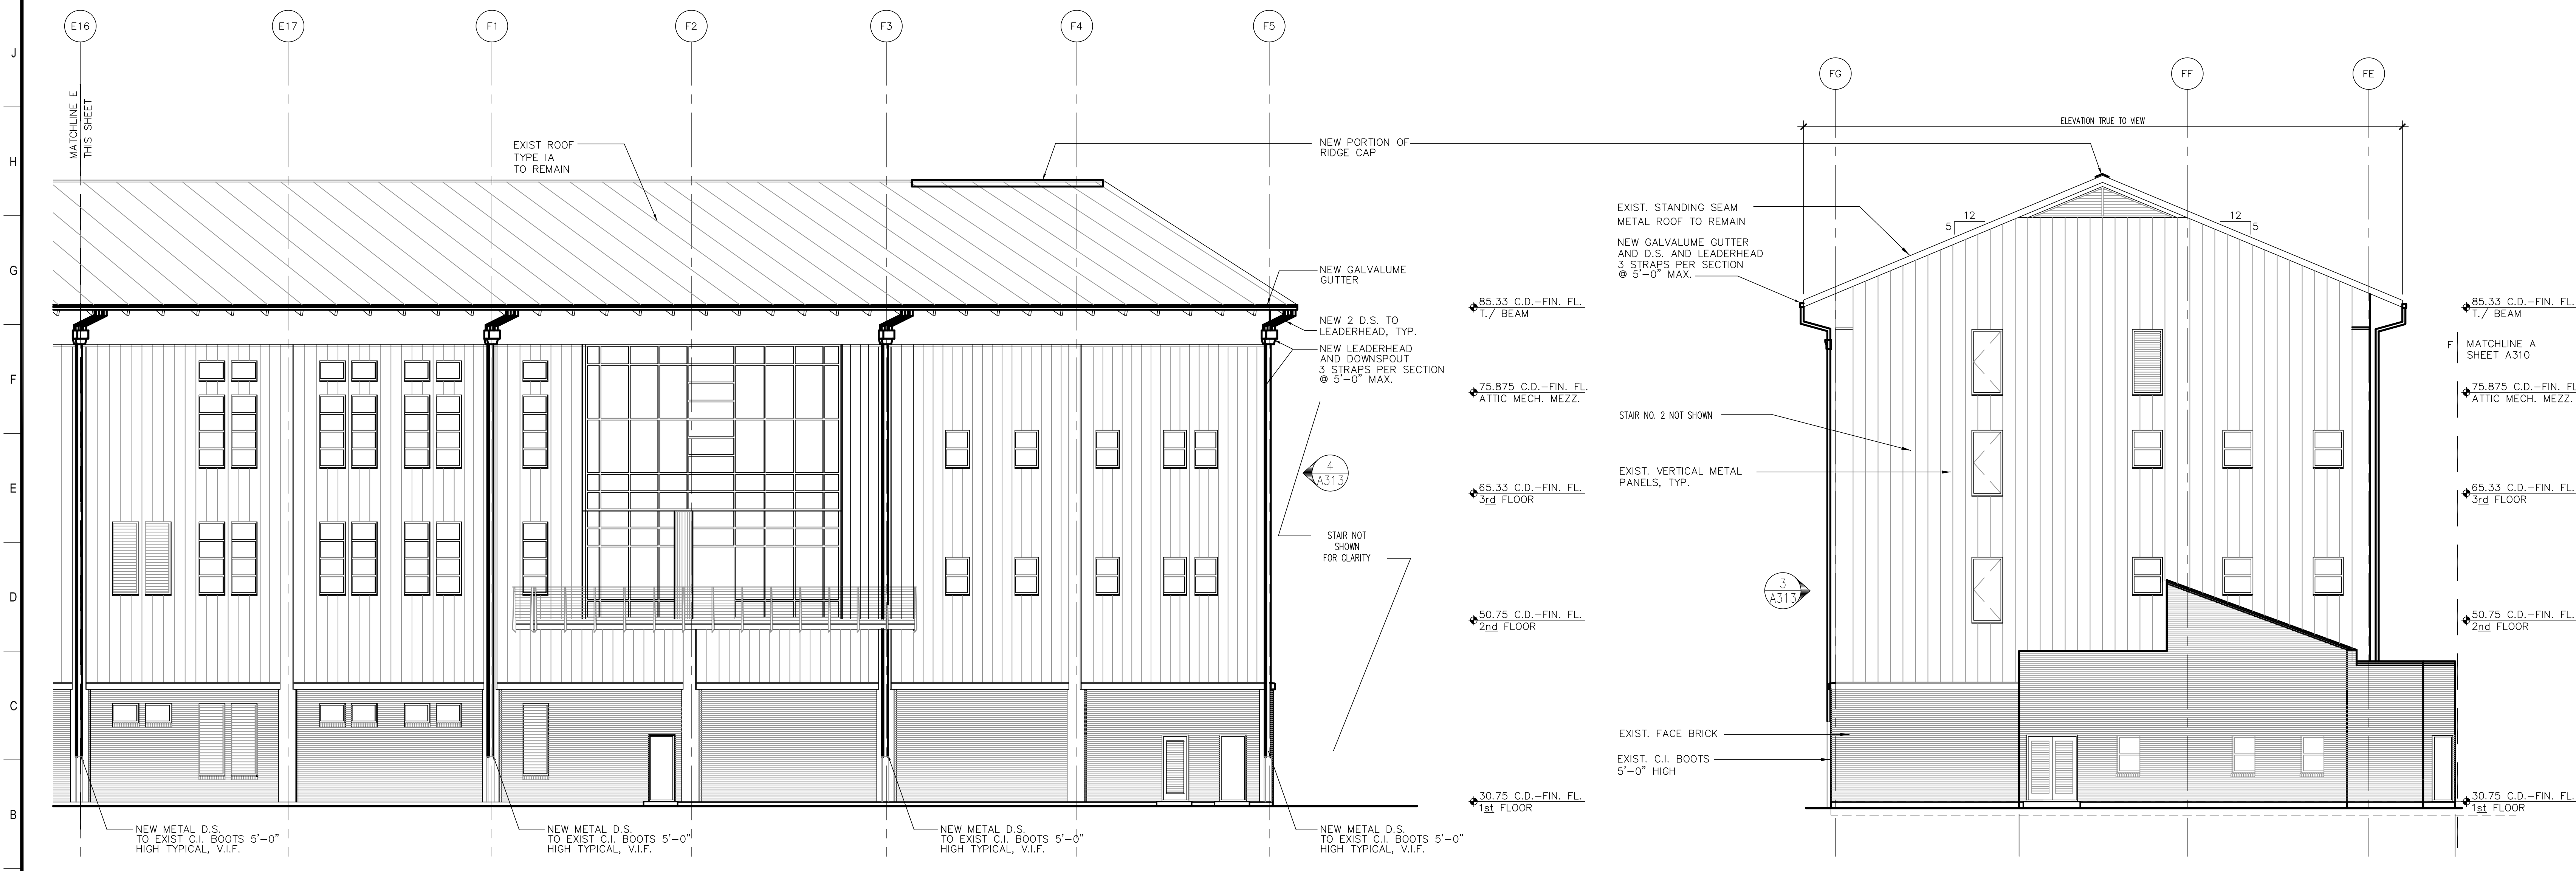 E16
E17
F1
F2
F3
F4
F5
FG
FF
FE
J
H
G
F
E
D
C
B
MATCHLINE E
THIS SHEET
EXIST ROOF
TYPE 1A
TO REMAIN
NEW PORTION OF
RIDGE CAP
ELEVATION TRUE TO VIEW
NEW GALVALUME
GUTTER
NEW 2 D.S. TO
LEADERHEAD, TYP.
NEW LEADERHEAD
AND DOWNSPOUT
3 STRAPS PER SECTION
@ 5'-0" MAX.
4
A313
STAIR NOT
SHOWN
FOR CLARITY
85.33 C.D.-FIN. FL.
T./ BEAM
75.875 C.D.-FIN. FL.
ATTIC MECH. MEZZ.
65.33 C.D.-FIN. FL.
3rd FLOOR
50.75 C.D.-FIN. FL.
2nd FLOOR
30.75 C.D.-FIN. FL.
1st FLOOR
NEW METAL D.S.
TO EXIST C.I. BOOTS 5'-0"
HIGH TYPICAL, V.I.F.
NEW METAL D.S.
TO EXIST C.I. BOOTS 5'-0"
HIGH TYPICAL, V.I.F.
NEW METAL D.S.
TO EXIST C.I. BOOTS 5'-0"
HIGH TYPICAL, V.I.F.
NEW METAL D.S.
TO EXIST C.I. BOOTS 5'-0"
HIGH TYPICAL, V.I.F.
EXIST. STANDING SEAM
METAL ROOF TO REMAIN
NEW GALVALUME GUTTER
AND D.S. AND LEADERHEAD
3 STRAPS PER SECTION
@ 5'-0" MAX.
12
5
12
5
STAIR NO. 2 NOT SHOWN
EXIST. VERTICAL METAL
PANELS, TYP.
3
A313
EXIST. FACE BRICK
EXIST. C.I. BOOTS
5'-0" HIGH
85.33 C.D.-FIN. FL.
T./ BEAM
F
MATCHLINE A
SHEET A310
75.875 C.D.-FIN. FL
ATTIC MECH. MEZZ.
65.33 C.D.-FIN. FL.
3rd FLOOR
50.75 C.D.-FIN. FL.
2nd FLOOR
30.75 C.D.-FIN. FL.
1st FLOOR